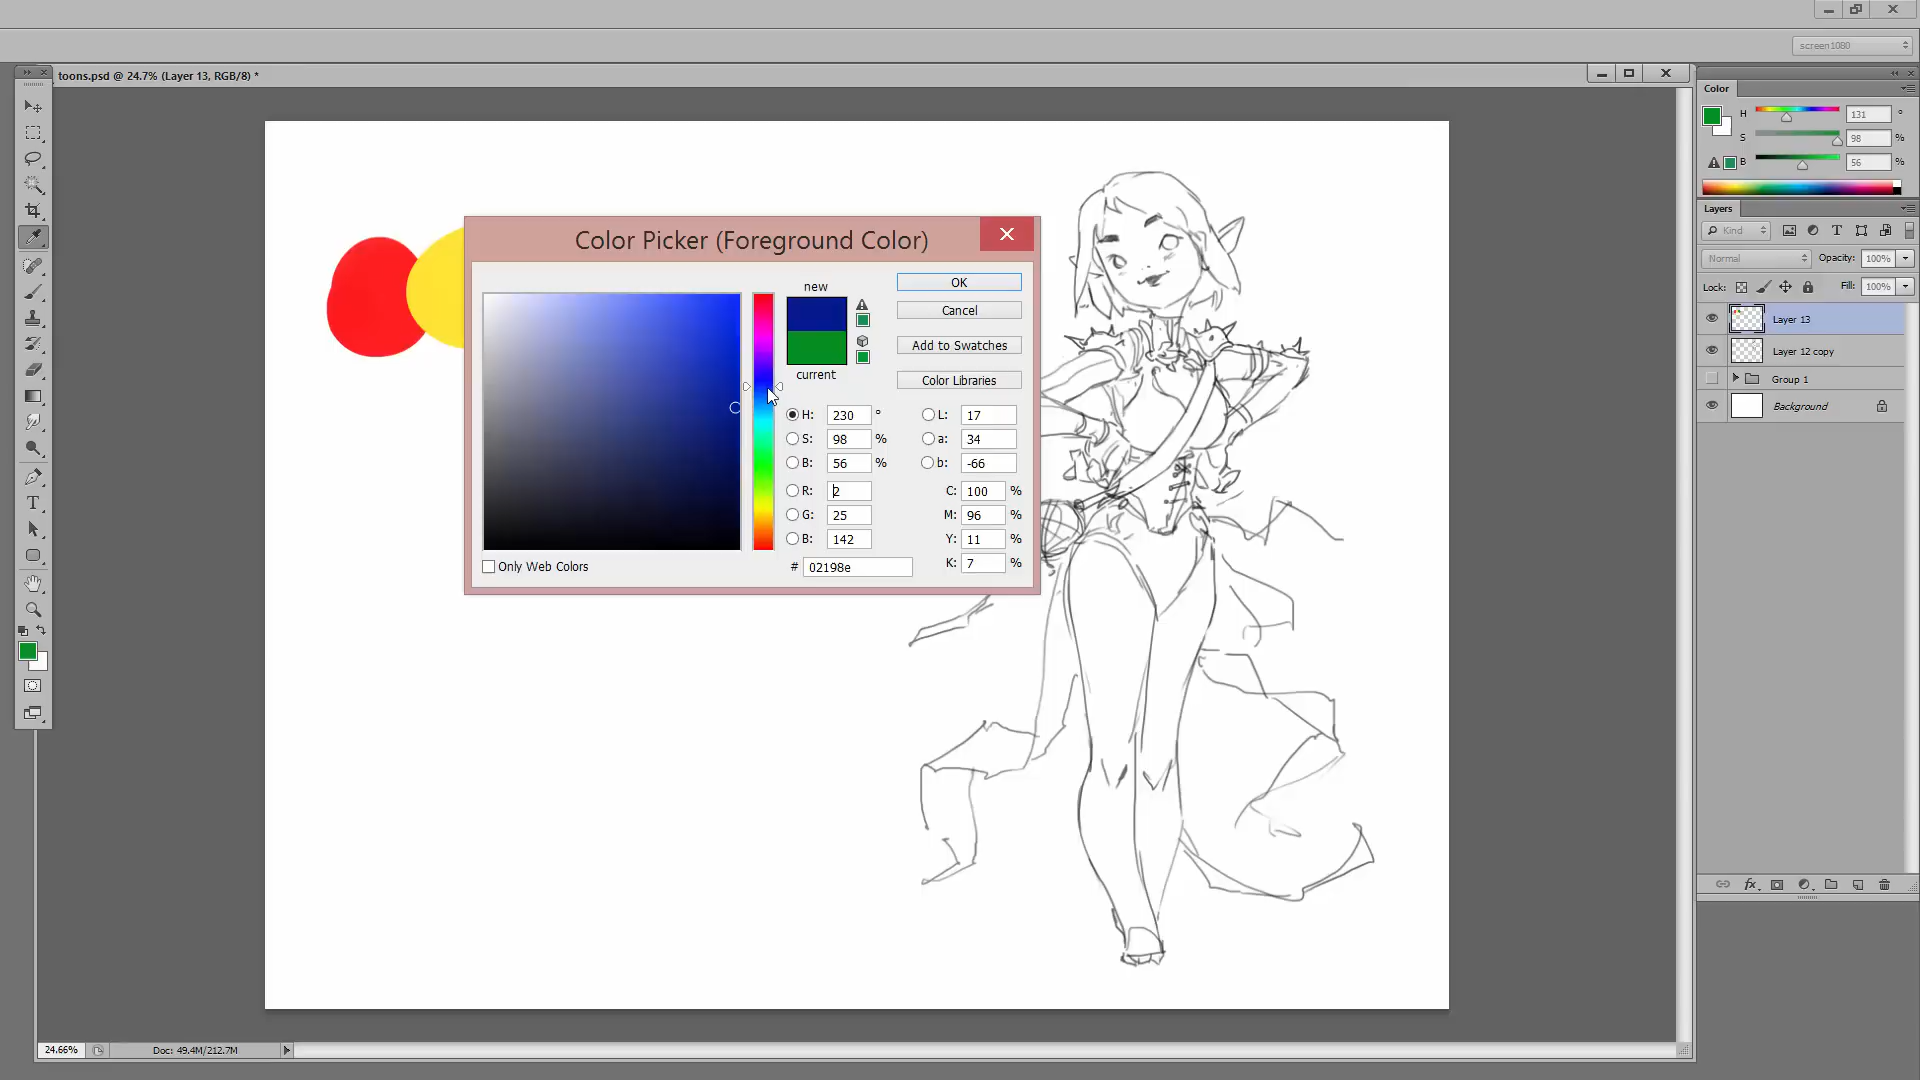 screen1080
toons.psd @ 24.7% (Layer 13, RGB/8) *
Color
H 131 °
S 98 %
B 56 %
Layers
Kind
Normal Opacity: 100%
Lock: Fill: 100%
Layer 13
Layer 12 copy
Group 1
Background
fx
T
Color Picker (Foreground Color)
new
current
OK
Cancel
Add to Swatches
Color Libraries
H: 230 ° L: 17
S: 98 % a: 34
B: 56 % b: -66
R: 2 C: 100 %
G: 25 M: 96 %
B: 142 Y: 11 %
# 02198e K: 7 %
Only Web Colors
24.66% Doc: 49.4M/212.7M